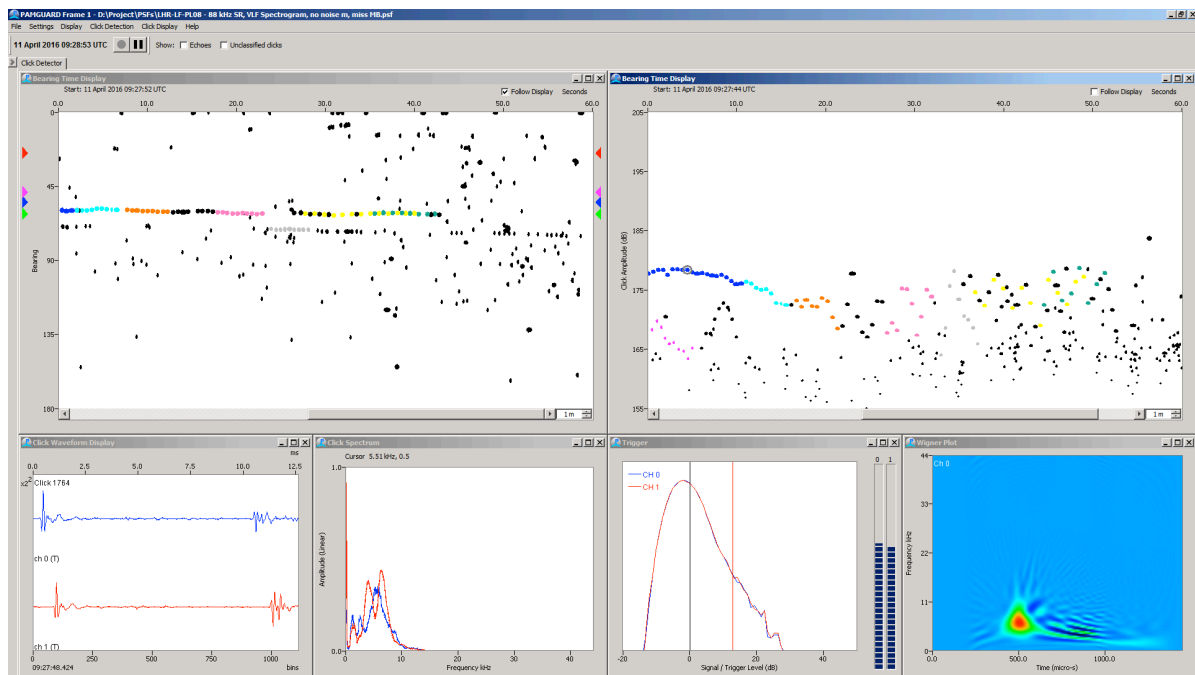 PAMGUARD Frame 1 - D:\Project\PSFs\LHR-LF-PL08 - 88 kHz SR, VLF Spectrogram, no noise m, miss MB.psf
File Settings Display Click Detection Click Display Help
11 April 2016 09:28:53 UTC Show: Echoes Unclassified clicks
Click Detector
Bearing Time Display
Start: 11 April 2016 09:27:52 UTC Follow Display Seconds
0.0 10.0 20.0 30.0 40.0 50.0 60.0
0
45
90
135
180
Bearing
1 m
Bearing Time Display
Start: 11 April 2016 09:27:44 UTC Follow Display Seconds
0.0 10.0 20.0 30.0 40.0 50.0 60.0
205
195
185
175
165
155
Click Amplitude (dB)
1 m
Click Waveform Display
ms
0.0 2.5 5.0 7.5 10.0 12.5
x2^2
Click 1764
ch 0 (T)
ch 1 (T)
09:27:48.424
0 250 500 750 1000
bins
Click Spectrum
Cursor 5.51 kHz, 0.5
1.0
0.0
Amplitude (Linear)
0 10 20 30 40
Frequency kHz
Trigger
CH 0
CH 1
0 1
-20 0 20 40
Signal / Trigger Level (dB)
Wigner Plot
Ch 0
44
33
22
11
0
Frequency kHz
0.0 500.0 1000.0
Time (micro-s)